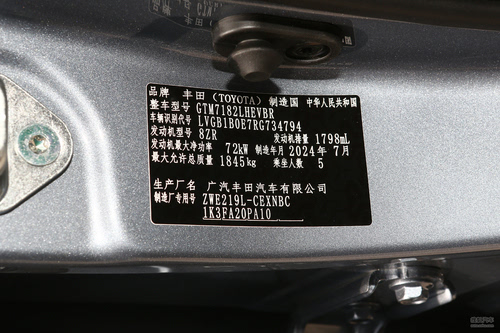 品牌 丰田(TOYOTA) 制造国 中华人民共和国
整车型号 GTM7182LHEVBR
车辆识别代号 LVGB1B0E7RG734794
发动机型号 8ZR 发动机排量 1798mL
发动机最大净功率 72kW 制造年月 2024年7月
最大允许总质量 1845kg 乘坐人数 5
生产厂名 广汽丰田汽车有限公司
制造厂专用号 ZWE219L-CEXNBC
1K3FA20PA10